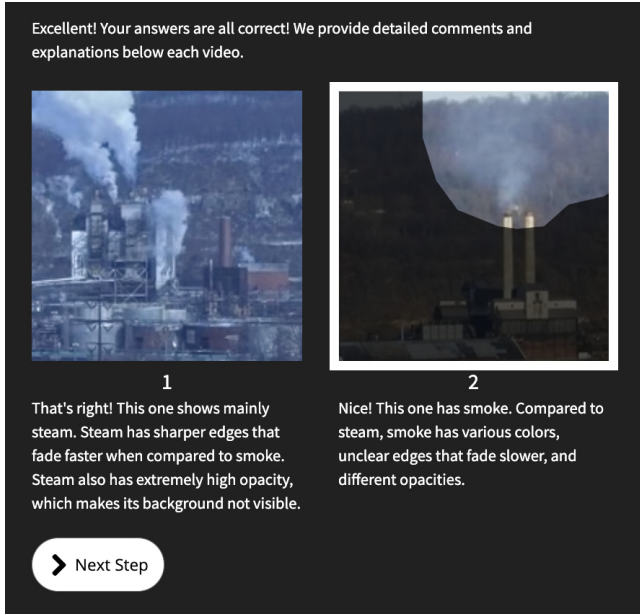 Excellent! Your answers are all correct! We provide detailed comments and
explanations below each video.
1
That's right! This one shows mainly
steam. Steam has sharper edges that
fade faster when compared to smoke.
Steam also has extremely high opacity,
which makes its background not visible.
2
Nice! This one has smoke. Compared to
steam, smoke has various colors,
unclear edges that fade slower, and
different opacities.
Next Step